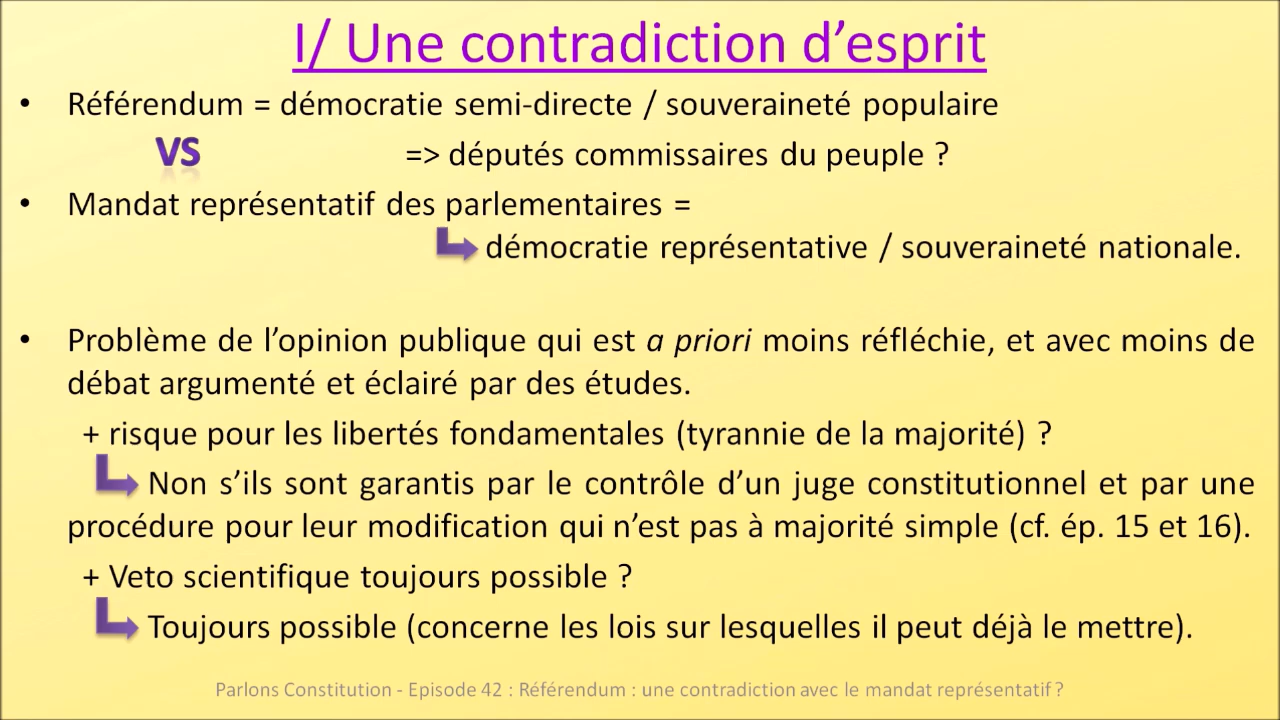 I/ Une contradiction d’esprit
• Référendum = démocratie semi-directe / souveraineté populaire
VS => députés commissaires du peuple ?
• Mandat représentatif des parlementaires =
démocratie représentative / souveraineté nationale.
• Problème de l’opinion publique qui est a priori moins réfléchie, et avec moins de
débat argumenté et éclairé par des études.
+ risque pour les libertés fondamentales (tyrannie de la majorité) ?
Non s’ils sont garantis par le contrôle d’un juge constitutionnel et par une
procédure pour leur modification qui n’est pas à majorité simple (cf. ép. 15 et 16).
+ Veto scientifique toujours possible ?
Toujours possible (concerne les lois sur lesquelles il peut déjà le mettre).
Parlons Constitution - Episode 42 : Référendum : une contradiction avec le mandat représentatif ?